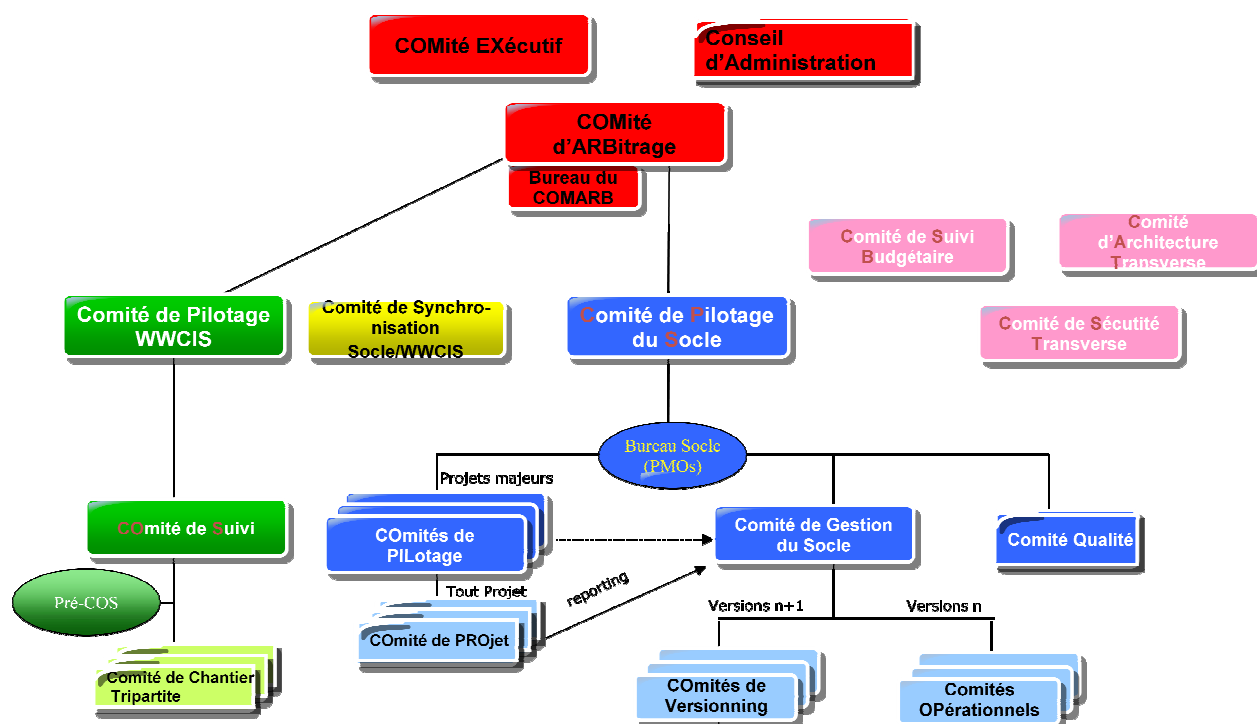 COMité EXécutif
Conseil
d'Administration
COMité
d'ARBitrage
Bureau du
COMARB
Comité de Suivi
Budgétaire
Comité
d'Architecture
Transverse
Comité de Pilotage
WWCIS
Comité de Synchro-
nisation
Socle/WWCIS
Comité de Pilotage
du Socle
Comité de Sécutité
Transverse
Bureau Socle
(PMOs)
Projets majeurs
COmité de Suivi
COmités de
PILotage
Comité de Gestion
du Socle
Comité Qualité
Pré-COS
Tout Projet
reporting
Versions n+1
Versions n
COmité de PROjet
Comité de Chantier
Tripartite
COmités de
Versionning
Comités
OPérationnels